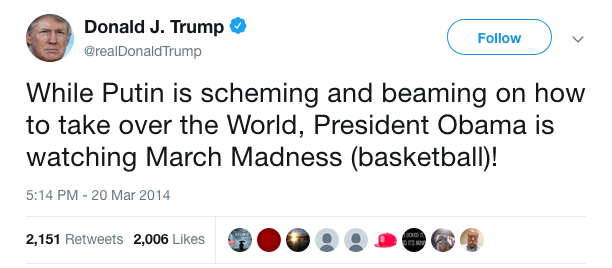 Donald J. Trump
@realDonaldTrump
Follow
While Putin is scheming and beaming on how
to take over the World, President Obama is
watching March Madness (basketball)!
5:14 PM - 20 Mar 2014
2,151 Retweets 2,006 Likes